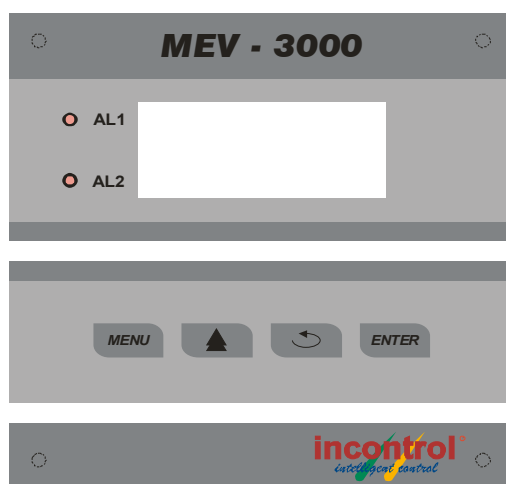 MEV - 3000
AL1
AL2
MENU ENTER
incontrol®
intelligent control